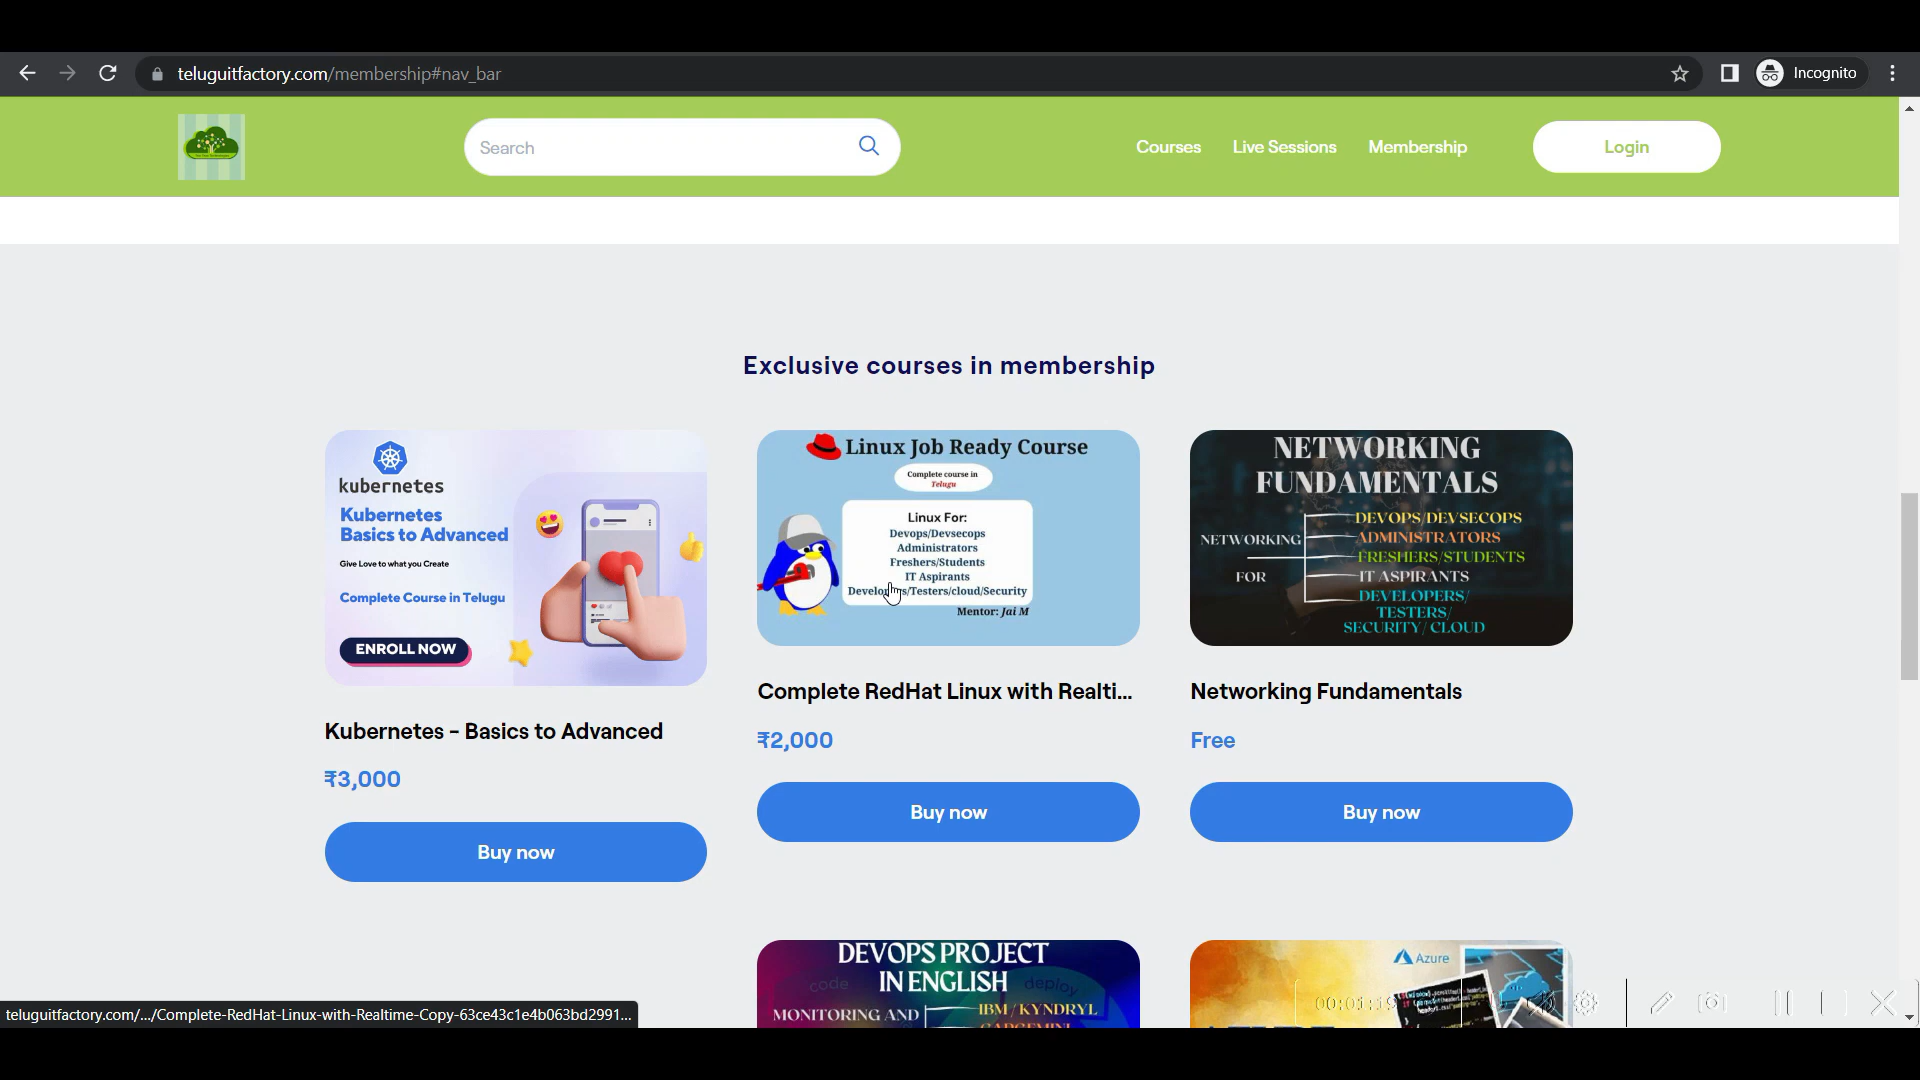 teluguitfactory.com/membership#nav_bar
Incognito
Search
Courses
Live Sessions
Membership
Login
Exclusive courses in membership
kubernetes
Kubernetes
Basics to Advanced
Give Love to what you Create
Complete Course in Telugu
ENROLL NOW
Kubernetes - Basics to Advanced
₹3,000
Buy now
Linux Job Ready Course
Complete course in
Telugu
Linux For:
Devops/Devsecops
Administrators
Freshers/Students
IT Aspirants
Developers/Testers/cloud/Security
Mentor: Jai M
Complete RedHat Linux with Realti...
₹2,000
Buy now
NETWORKING
FUNDAMENTALS
NETWORKING
FOR
DEVOPS/DEVSECOPS
ADMINISTRATORS
FRESHERS/STUDENTS
IT ASPIRANTS
DEVELOPERS/
TESTERS/
SECURITY/ CLOUD
Networking Fundamentals
Free
Buy now
DEVOPS PROJECT
IN ENGLISH
code
deploy
MONITORING AND
IBM / KYNDRYL
Azure
00:01:19
teluguitfactory.com/.../Complete-RedHat-Linux-with-Realtime-Copy-63ce43c1e4b063bd2991...